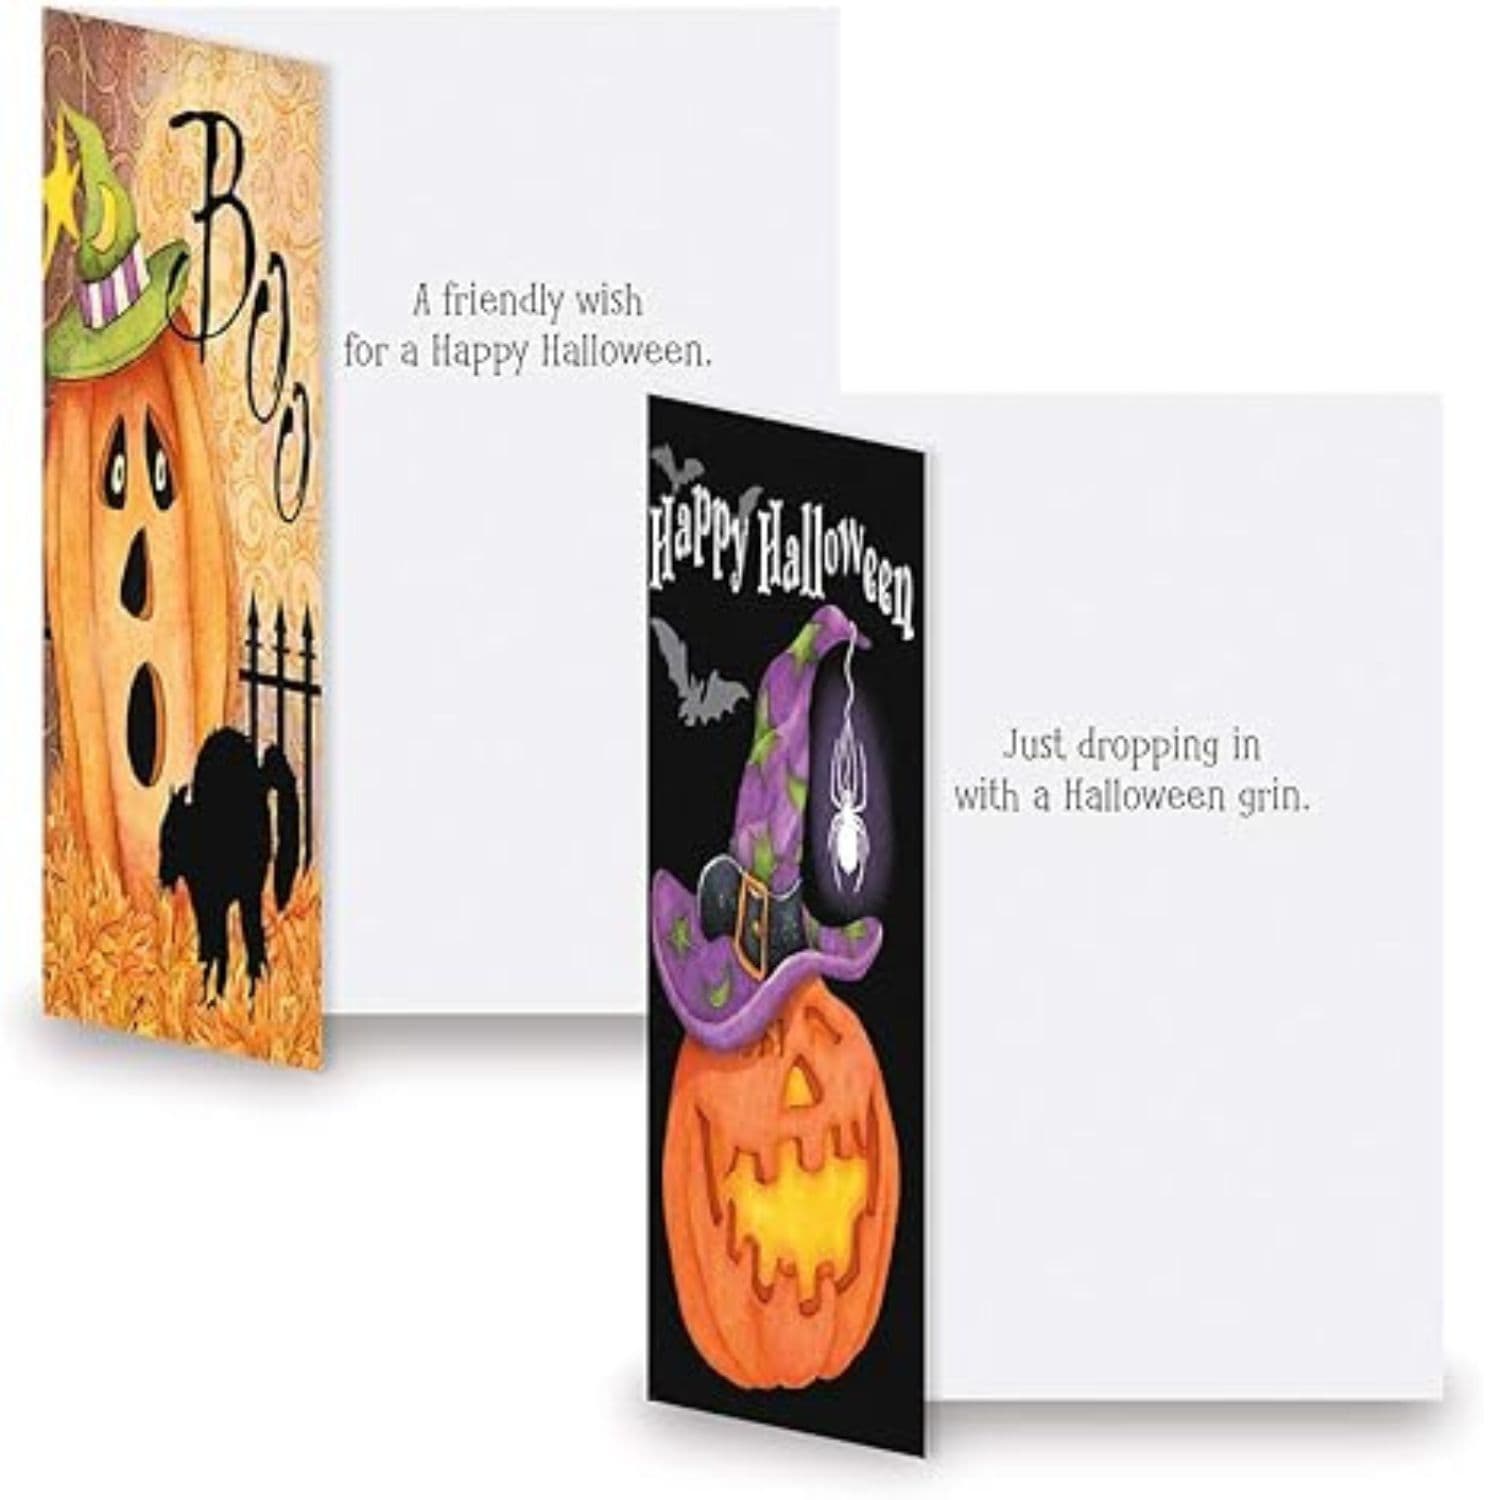 Boo
A friendly wish
for a Happy Halloween.
Happy Halloween
Just dropping in
with a Halloween grin.